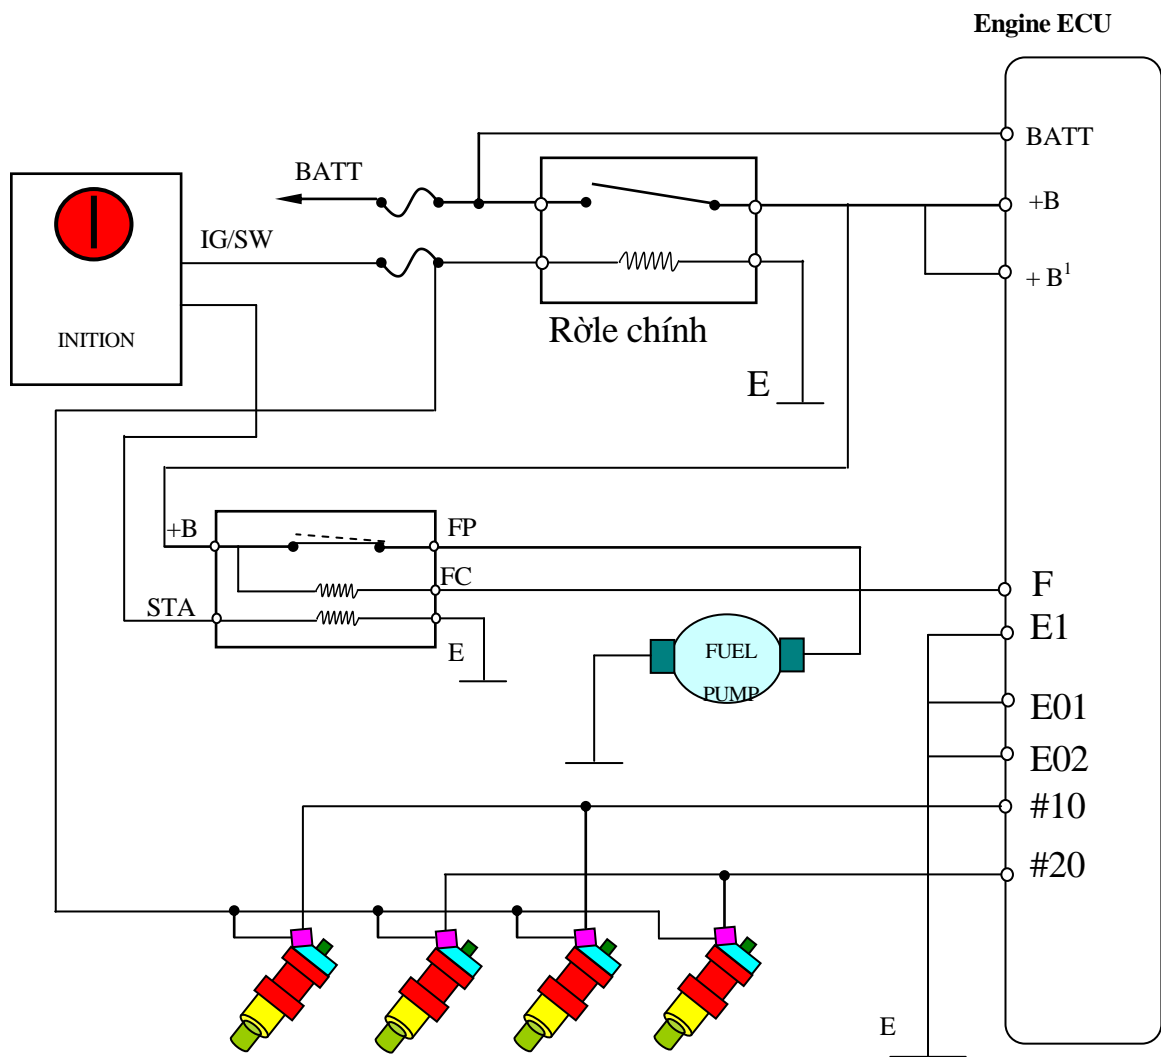 Engine ECU
BATT
BATT
+B
IG/SW
+ B¹
INITION
Rờle chính
E
+B
FP
FC
F
STA
E1
E
FUEL
PUMP
E01
E02
#10
#20
E